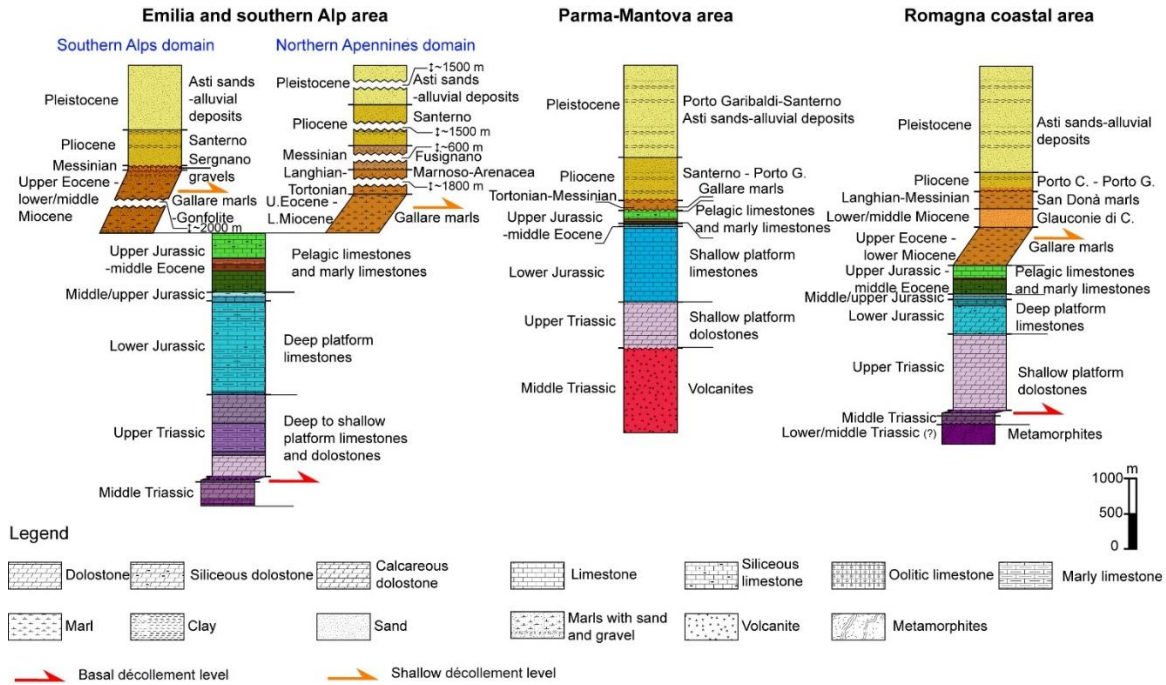 Emilia and southern Alp area
Southern Alps domain
Northern Apennines domain
Pleistocene
Asti sands
-alluvial
deposits
Pliocene
Santerno
Messinian
Sergnano
gravels
Upper Eocene-
lower/middle
Miocene
Gallare marls
-Gonfolite
↕~2000 m
Pleistocene
↕~1500 m
Asti sands
-alluvial deposits
Santerno
Pliocene
↕~1500 m
↕~600 m
Messinian
Fusignano
Langhian-
Tortonian
Marnoso-Arenacea
↕~1800 m
U.Eocene -
L.Miocene
Gallare marls
Upper Jurassic
-middle Eocene
Pelagic limestones
and marly limestones
Middle/upper Jurassic
Lower Jurassic
Deep platform
limestones
Upper Triassic
Deep to shallow
platform limestones
and dolostones
Middle Triassic
Parma-Mantova area
Pleistocene
Porto Garibaldi-Santerno
Asti sands-alluvial deposits
Pliocene
Santerno - Porto G.
Tortonian-Messinian
Gallare marls
Upper Jurassic
-middle Eocene
Pelagic limestones
and marly limestones
Lower Jurassic
Shallow platform
limestones
Upper Triassic
Shallow platform
dolostones
Middle Triassic
Volcanites
Romagna coastal area
Pleistocene
Asti sands-alluvial
deposits
Pliocene
Porto C. - Porto G.
Langhian-Messinian
San Donà marls
Lower/middle Miocene
Glauconie di C.
Upper Eocene -
lower Miocene
Gallare marls
Upper Jurassic -
middle Eocene
Pelagic limestones
and marly limestones
Middle/upper Jurassic
Lower Jurassic
Deep platform
limestones
Upper Triassic
Shallow platform
dolostones
Middle Triassic
Lower/middle Triassic (?)
Metamorphites
m
1000
500
0
Legend
Dolostone
Siliceous dolostone
Calcareous
dolostone
Limestone
Siliceous
limestone
Oolitic limestone
Marly limestone
Marl
Clay
Sand
Marls with sand
and gravel
Volcanite
Metamorphites
Basal décollement level
Shallow décollement level